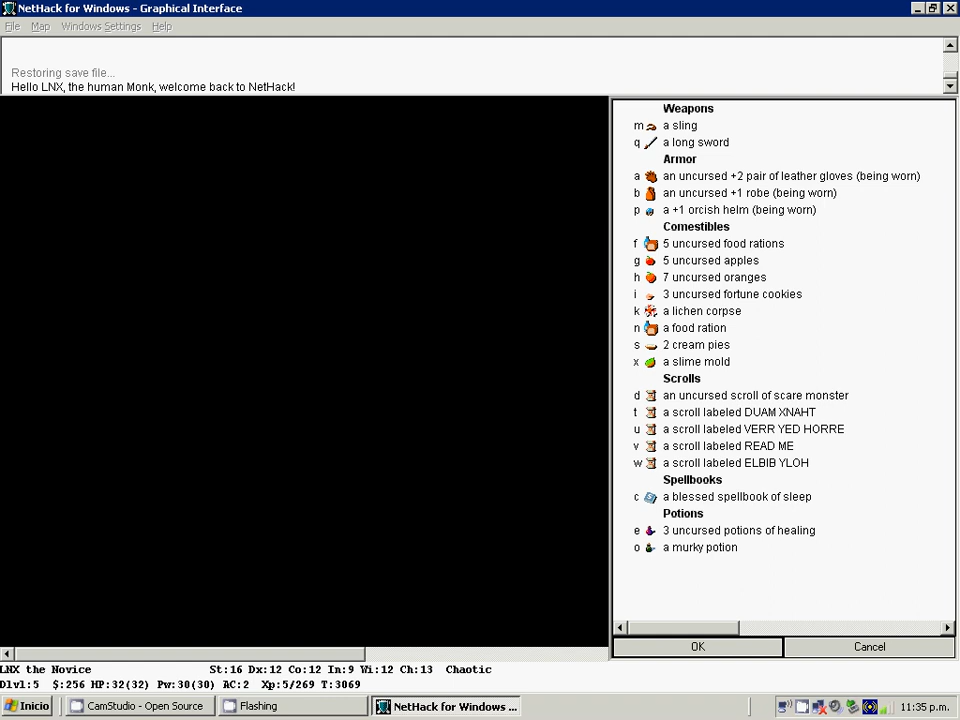 NetHack for Windows - Graphical Interface
File Map Windows Settings Help
Restoring save file...
Hello LNX, the human Monk, welcome back to NetHack!
Weapons
m a sling
q a long sword
Armor
a an uncursed +2 pair of leather gloves (being worn)
b an uncursed +1 robe (being worn)
p a +1 orcish helm (being worn)
Comestibles
f 5 uncursed food rations
g 5 uncursed apples
h 7 uncursed oranges
i 3 uncursed fortune cookies
k a lichen corpse
n a food ration
s 2 cream pies
x a slime mold
Scrolls
d an uncursed scroll of scare monster
t a scroll labeled DUAM XNAHT
u a scroll labeled VERR YED HORRE
v a scroll labeled READ ME
w a scroll labeled ELBIB YLOH
Spellbooks
c a blessed spellbook of sleep
Potions
e 3 uncursed potions of healing
o a murky potion
OK Cancel
LNX the Novice St:16 Dx:12 Co:12 In:9 Wi:12 Ch:13 Chaotic
Dlvl:5 $:256 HP:32(32) Pw:30(30) AC:2 Xp:5/269 T:3069
Inicio CamStudio - Open Source Flashing NetHack for Windows ... 11:35 p.m.